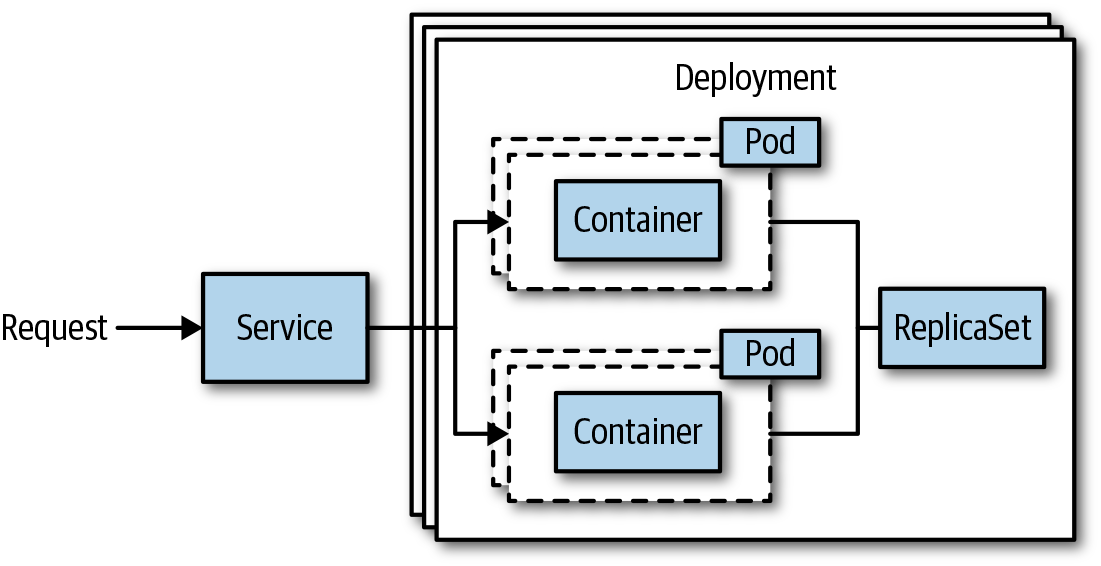 Deployment
Pod
Container
Request
Service
ReplicaSet
Pod
Container